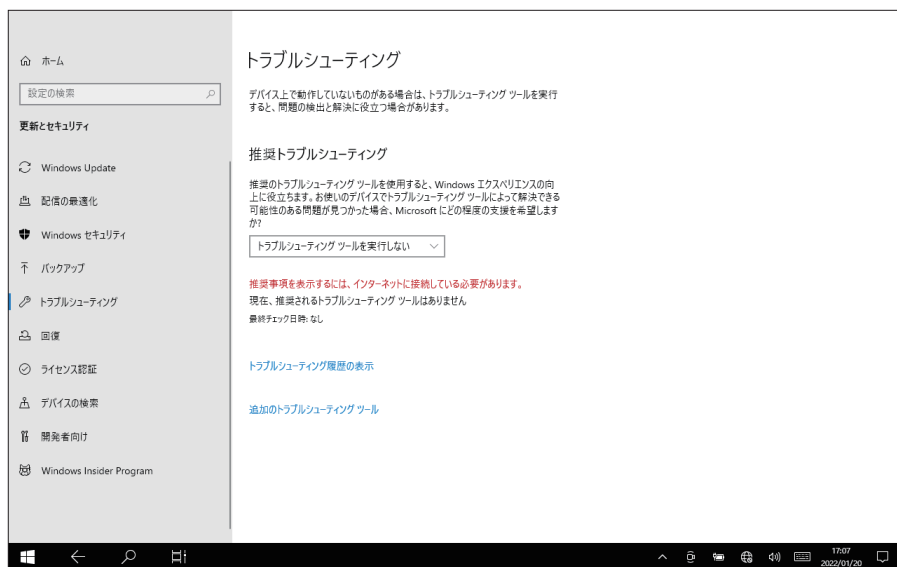 ホーム
設定の検索
更新とセキュリティ
Windows Update
配信の最適化
Windows セキュリティ
バックアップ
トラブルシューティング
回復
ライセンス認証
デバイスの検索
開発者向け
Windows Insider Program
トラブルシューティング
デバイス上で動作していないものがある場合は、トラブルシューティング ツールを実行
すると、問題の検出と解決に役立つ場合があります。
推奨トラブルシューティング
推奨のトラブルシューティング ツールを使用すると、Windows エクスペリエンスの向
上に役立ちます。お使いのデバイスでトラブルシューティング ツールによって解決できる
可能性のある問題が見つかった場合、Microsoft にどの程度の支援を希望します
か?
トラブルシューティング ツールを実行しない
推奨事項を表示するには、インターネットに接続している必要があります。
現在、推奨されるトラブルシューティング ツールはありません
最終チェック日時: なし
トラブルシューティング履歴の表示
追加のトラブルシューティング ツール
17:07
2022/01/20